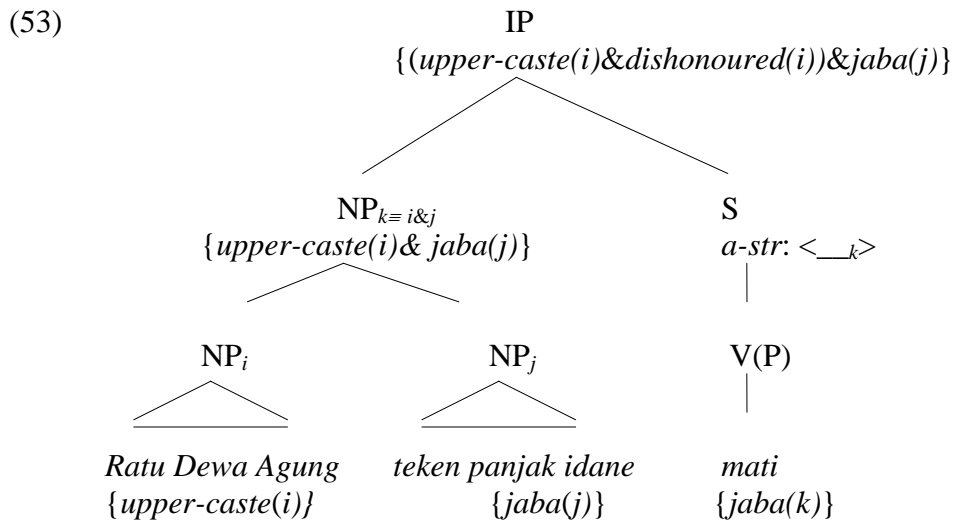 (53) IP
{(upper-caste(i)&dishonoured(i))&jaba(j)}
NPk= i&j S
{upper-caste(i)& jaba(j)} a-str: <__k>
NPi NPj V(P)
Ratu Dewa Agung teken panjak idane mati
{upper-caste(i)} {jaba(j)} {jaba(k)}